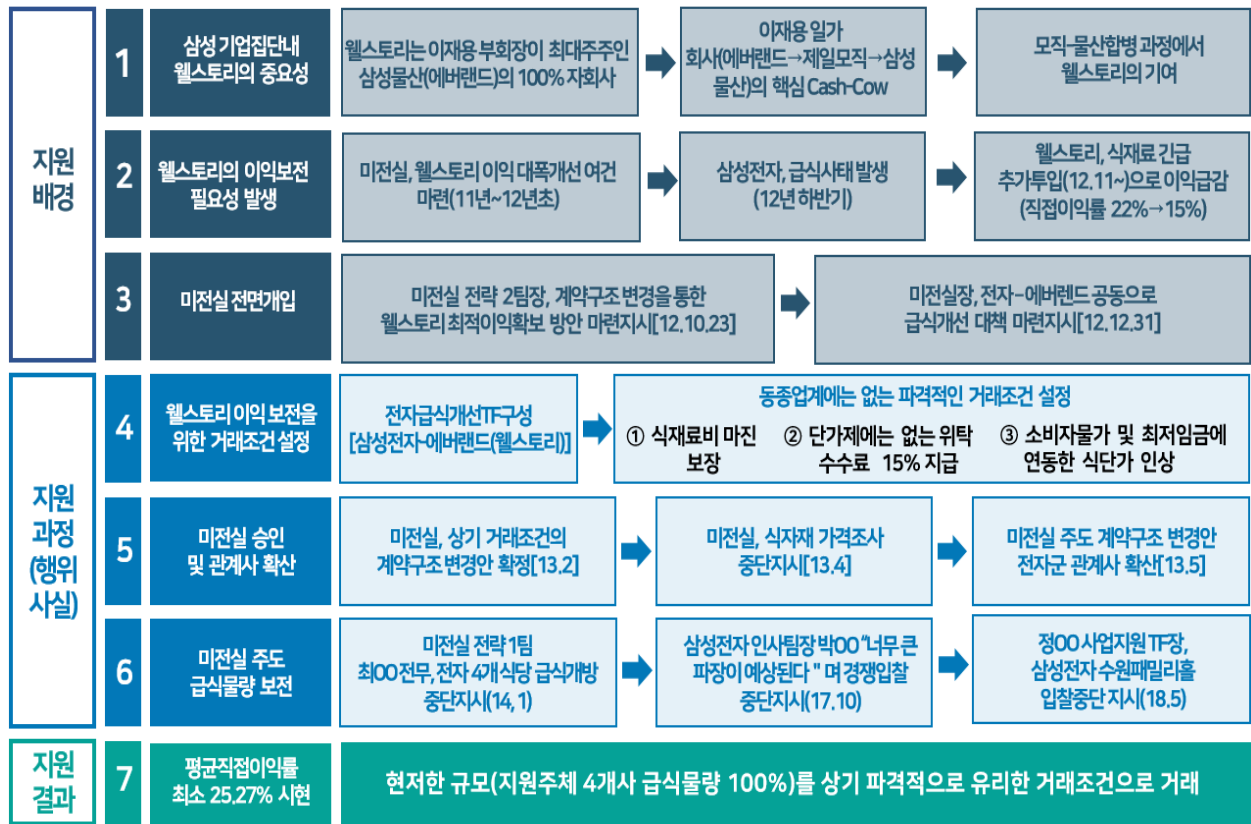 지원
배경
1
삼성 기업집단내
웰스토리의 중요성
웰스토리는 이재용 부회장이 최대주주인
삼성물산(에버랜드)의 100% 자회사
이재용 일가
회사(에버랜드→제일모직→삼성
물산)의 핵심 Cash-Cow
모직-물산합병 과정에서
웰스토리의 기여
2
웰스토리의 이익보전
필요성 발생
미전실, 웰스토리 이익 대폭개선 여건
마련(11년~12년초)
삼성전자, 급식사태 발생
(12년 하반기)
웰스토리, 식재료 긴급
추가투입(12.11~)으로 이익급감
(직접이익률 22%→15%)
3
미전실 전면개입
미전실 전략 2팀장, 계약구조 변경을 통한
웰스토리 최적이익확보 방안 마련지시[12.10.23]
미전실장, 전자-에버렌드 공동으로
급식개선 대책 마련지시[12.12.31]
지원
과정
(행위
사실)
4
웰스토리 이익 보전을
위한 거래조건 설정
전자급식개선TF구성
[삼성전자-에버랜드(웰스토리)]
동종업계에는 없는 파격적인 거래조건 설정
① 식재료비 마진
보장
② 단가제에는 없는 위탁
수수료 15% 지급
③ 소비자물가 및 최저임금에
연동한 식단가 인상
5
미전실 승인
및 관계사 확산
미전실, 상기 거래조건의
계약구조 변경안 확정[13.2]
미전실, 식자재 가격조사
중단지시[13.4]
미전실 주도 계약구조 변경안
전자군 관계사 확산[13.5]
6
미전실 주도
급식물량 보전
미전실 전략 1팀
최OO 전무, 전자 4개 식당 급식개방
중단지시(14, 1)
삼성전자 인사팀장 박OO "너무 큰
파장이 예상된다 " 며 경쟁입찰
중단지시(17.10)
정OO 사업지원 TF장,
삼성전자 수원패밀리홀
입찰중단 지시(18.5)
지원
결과
7
평균직접이익률
최소 25.27% 시현
현저한 규모(지원주체 4개사 급식물량 100%)를 상기 파격적으로 유리한 거래조건으로 거래